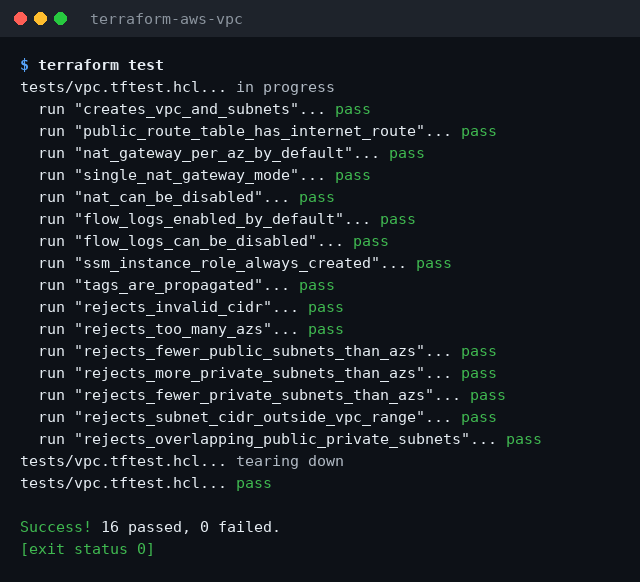 terraform-aws-vpc
$ terraform test
tests/vpc.tftest.hcl... in progress
run "creates_vpc_and_subnets"... pass
run "public_route_table_has_internet_route"... pass
run "nat_gateway_per_az_by_default"... pass
run "single_nat_gateway_mode"... pass
run "nat_can_be_disabled"... pass
run "flow_logs_enabled_by_default"... pass
run "flow_logs_can_be_disabled"... pass
run "ssm_instance_role_always_created"... pass
run "tags_are_propagated"... pass
run "rejects_invalid_cidr"... pass
run "rejects_too_many_azs"... pass
run "rejects_fewer_public_subnets_than_azs"... pass
run "rejects_more_private_subnets_than_azs"... pass
run "rejects_fewer_private_subnets_than_azs"... pass
run "rejects_subnet_cidr_outside_vpc_range"... pass
run "rejects_overlapping_public_private_subnets"... pass
tests/vpc.tftest.hcl... tearing down
tests/vpc.tftest.hcl... pass
Success! 16 passed, 0 failed.
[exit status 0]